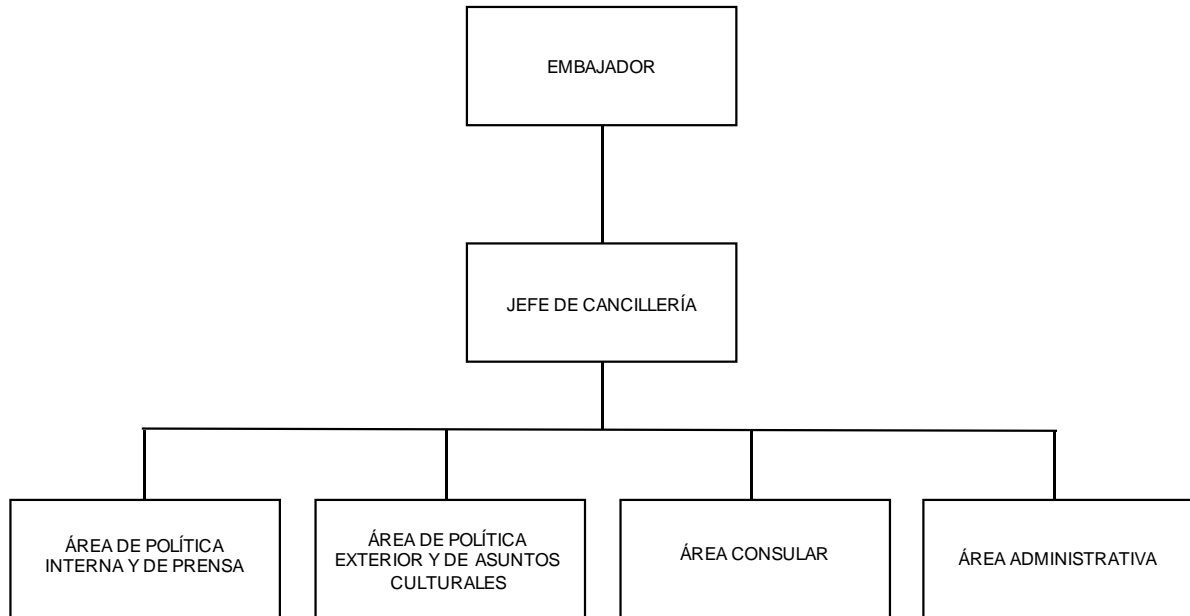 EMBAJADOR
JEFE DE CANCILLERÍA
ÁREA DE POLÍTICA
INTERNA Y DE PRENSA
ÁREA DE POLÍTICA
EXTERIOR Y DE ASUNTOS
CULTURALES
ÁREA CONSULAR
ÁREA ADMINISTRATIVA